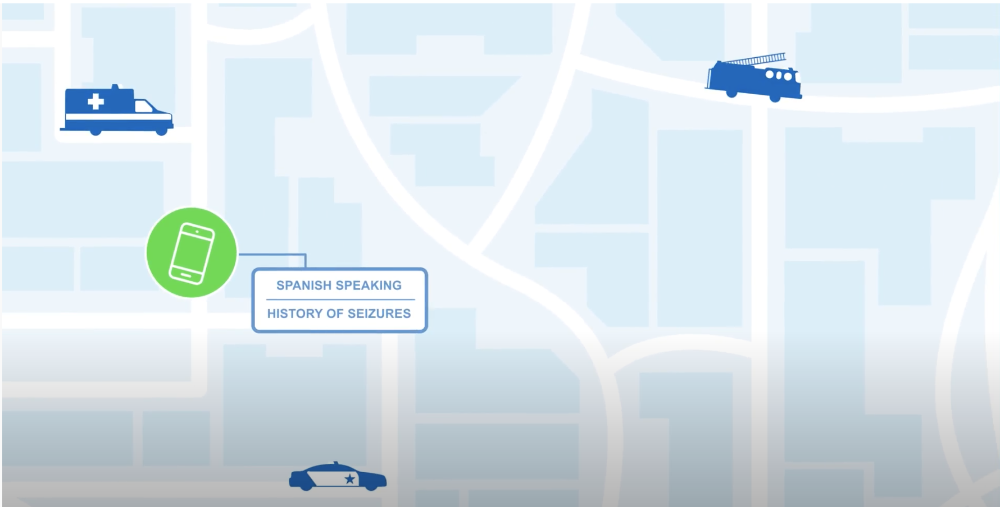 SPANISH SPEAKING
HISTORY OF SEIZURES